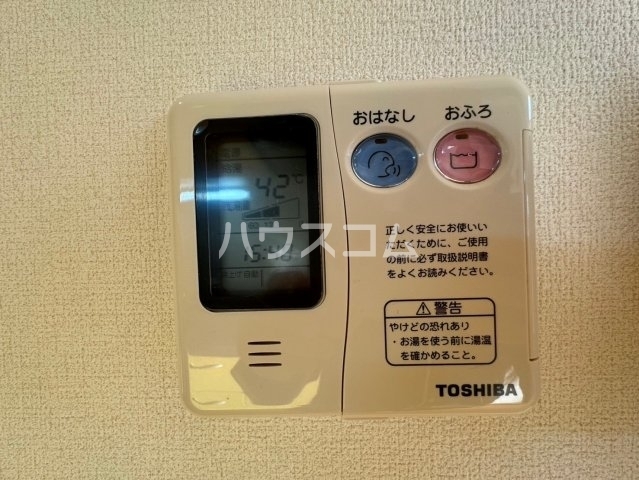 おはなし
おふろ
42℃
ハウスコム
正しく安全にお使いい
ただくために、ご使用
の前に必ず取扱説明書
をよくお読みください。
警告
やけどの恐れあり
・お湯を使う前に湯温
を確かめること。
TOSHIBA